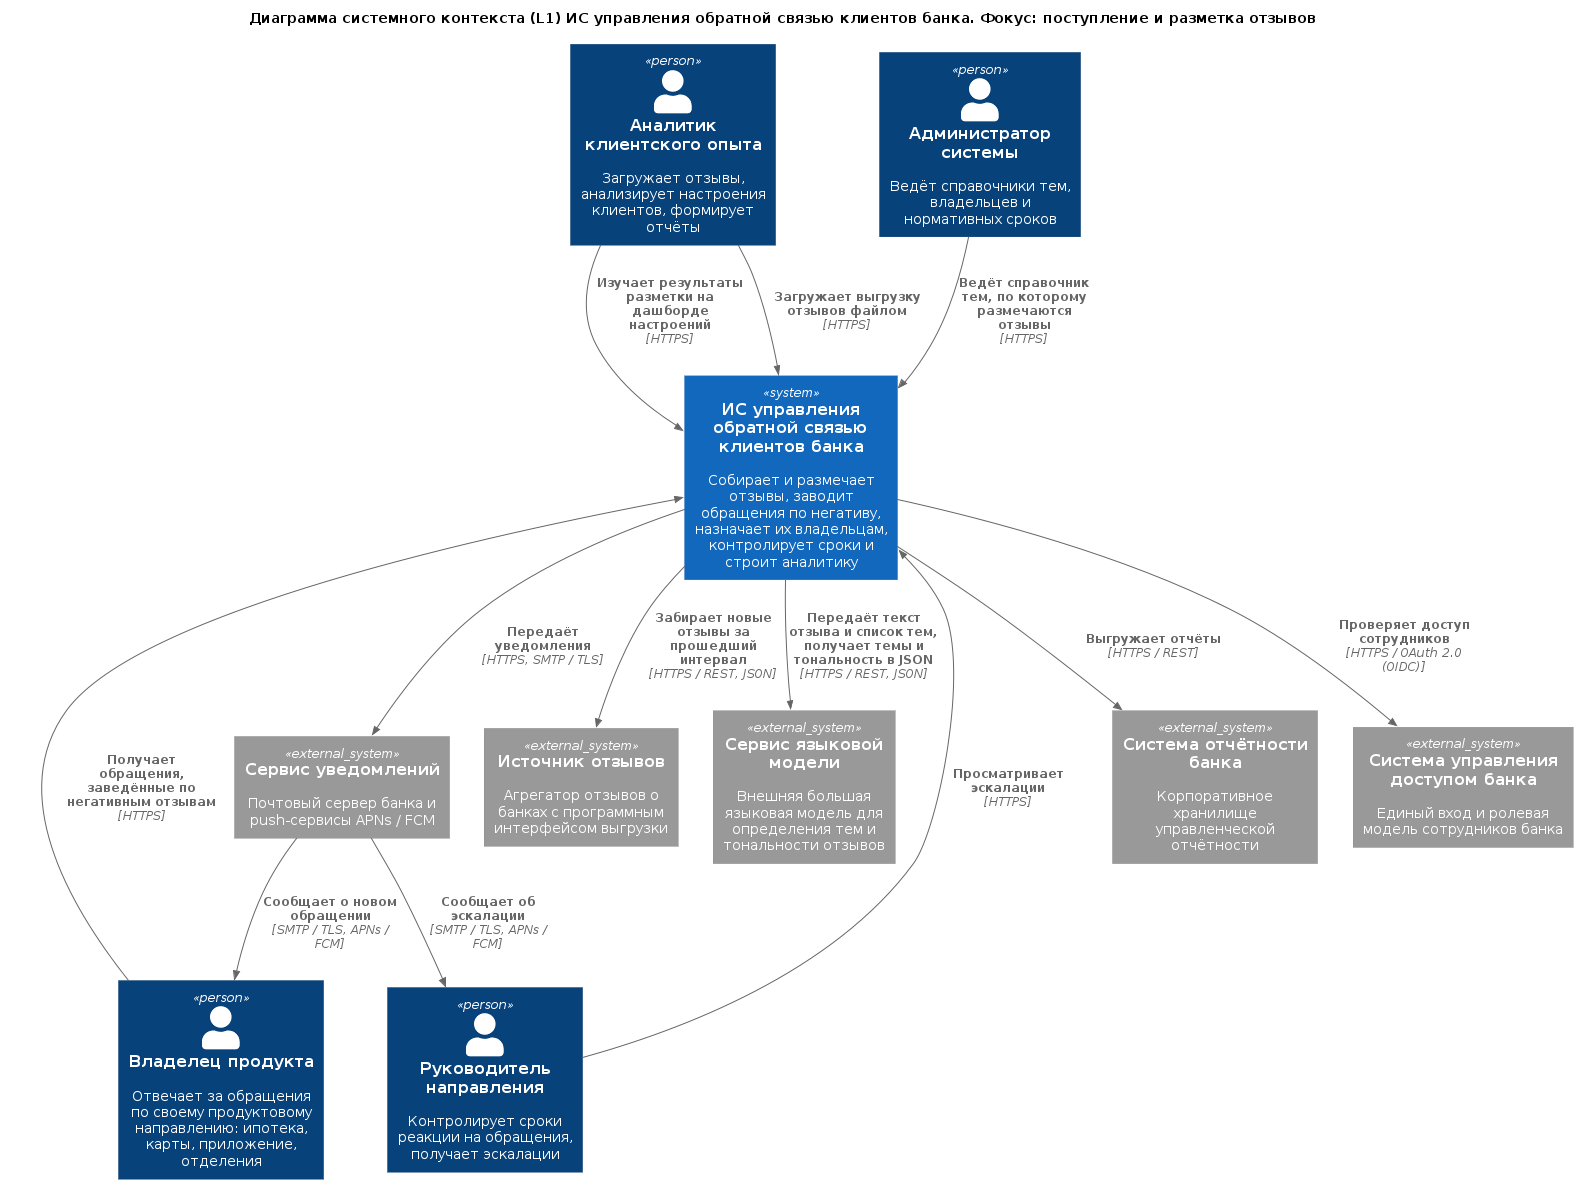 Диаграмма системного контекста (L1) ИС управления обратной связью клиентов банка. Фокус: поступление и разметка отзывов
«person»
Аналитик
клиентского опыта
Загружает отзывы,
анализирует настроения
клиентов, формирует
отчёты
«person»
Администратор
системы
Ведёт справочники тем,
владельцев и
нормативных сроков
Изучает результаты
разметки на
дашборде
настроений
[HTTPS]
Загружает выгрузку
отзывов файлом
[HTTPS]
Ведёт справочник
тем, по которому
размечаются
отзывы
[HTTPS]
«system»
ИС управления
обратной связью
клиентов банка
Собирает и размечает
отзывы, заводит
обращения по негативу,
назначает их владельцам,
контролирует сроки и
строит аналитику
Передаёт
уведомления
[HTTPS, SMTP / TLS]
Забирает новые
отзывы за
прошедший
интервал
[HTTPS / REST, JSON]
Передаёт текст
отзыва и список тем,
получает темы и
тональность в JSON
[HTTPS / REST, JSON]
Выгружает отчёты
[HTTPS / REST]
Проверяет доступ
сотрудников
[HTTPS / OAuth 2.0
(OIDC)]
Получает
обращения,
заведённые по
негативным отзывам
[HTTPS]
«external_system»
Сервис уведомлений
Почтовый сервер банка и
push-сервисы APNs / FCM
«external_system»
Источник отзывов
Агрегатор отзывов о
банках с программным
интерфейсом выгрузки
«external_system»
Сервис языковой
модели
Внешняя большая
языковая модель для
определения тем и
тональности отзывов
Просматривает
эскалации
[HTTPS]
«external_system»
Система отчётности
банка
Корпоративное
хранилище
управленческой
отчётности
«external_system»
Система управления
доступом банка
Единый вход и ролевая
модель сотрудников банка
Сообщает о новом
обращении
[SMTP / TLS, APNs /
FCM]
Сообщает об
эскалации
[SMTP / TLS, APNs /
FCM]
«person»
Владелец продукта
Отвечает за обращения
по своему продуктовому
направлению: ипотека,
карты, приложение,
отделения
«person»
Руководитель
направления
Контролирует сроки
реакции на обращения,
получает эскалации